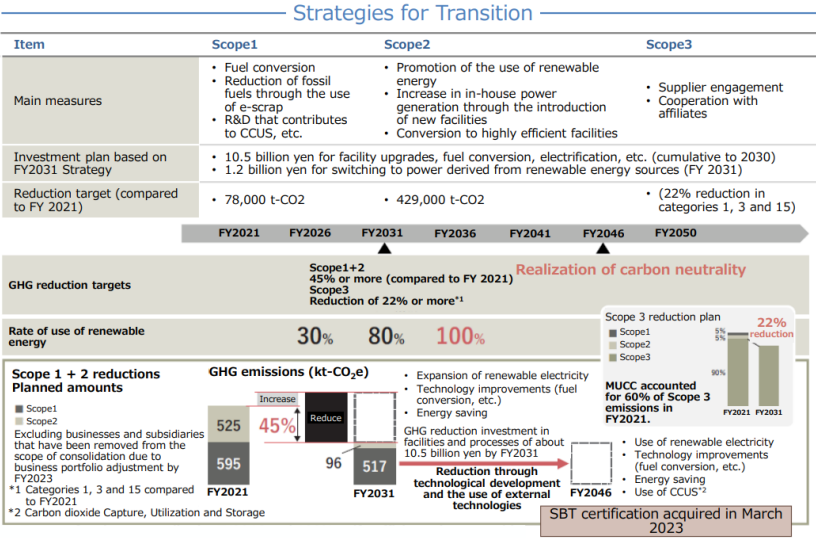 Strategies for Transition
Item
Scope1
Scope2
Scope3
Main measures
• Fuel conversion
• Reduction of fossil
fuels through the use
of e-scrap
• R&D that contributes
to CCUS, etc.
• Promotion of the use of renewable
energy
• Increase in in-house power
generation through the introduction
of new facilities
• Conversion to highly efficient facilities
• Supplier engagement
• Cooperation with
affiliates
Investment plan based on
FY2031 Strategy
• 10.5 billion yen for facility upgrades, fuel conversion, electrification, etc. (cumulative to 2030)
• 1.2 billion yen for switching to power derived from renewable energy sources (FY 2031)
Reduction target (compared
to FY 2021)
• 78,000 t-CO2
• 429,000 t-CO2
• (22% reduction in
categories 1, 3 and 15)
FY2021 FY2026 FY2031 FY2036 FY2041 FY2046 FY2050
GHG reduction targets
Scope1+2
45% or more (compared to FY 2021)
Scope3
Reduction of 22% or more*1
Realization of carbon neutrality
Rate of use of renewable
energy
30% 80% 100%
Scope 3 reduction plan
Scope1
Scope2
Scope3
5%
5%
90%
22%
reduction
FY2021 FY2031
MUCC accounted
for 60% of Scope 3
emissions in
FY2021.
Scope 1 + 2 reductions
Planned amounts
Scope1
Scope2
Excluding businesses and subsidiaries
that have been removed from the
scope of consolidation due to
business portfolio adjustment by
FY2023
*1 Categories 1, 3 and 15 compared
to FY2021
*2 Carbon dioxide Capture, Utilization and Storage
GHG emissions (kt-CO2e)
525
595
FY2021
Increase
45%
Reduce
96
517
FY2031
• Expansion of renewable electricity
• Technology improvements (fuel
conversion, etc.)
• Energy saving
GHG reduction investment in
facilities and processes of about
10.5 billion yen by FY2031
Reduction through
technological development
and the use of external
technologies
FY2046
• Use of renewable electricity
• Technology improvements
(fuel conversion, etc.)
• Energy saving
• Use of CCUS*2
SBT certification acquired in March
2023